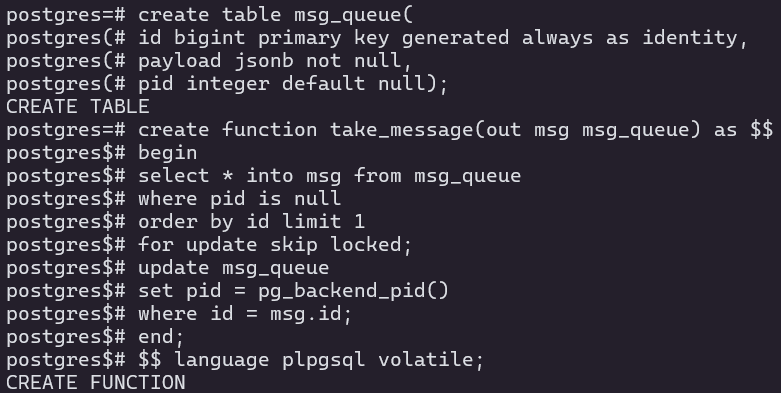 postgres=# create table msg_queue(
postgres(# id bigint primary key generated always as identity,
postgres(# payload jsonb not null,
postgres(# pid integer default null);
CREATE TABLE
postgres=# create function take_message(out msg msg_queue) as $$
postgres$# begin
postgres$# select * into msg from msg_queue
postgres$# where pid is null
postgres$# order by id limit 1
postgres$# for update skip locked;
postgres$# update msg_queue
postgres$# set pid = pg_backend_pid()
postgres$# where id = msg.id;
postgres$# end;
postgres$# $$ language plpgsql volatile;
CREATE FUNCTION